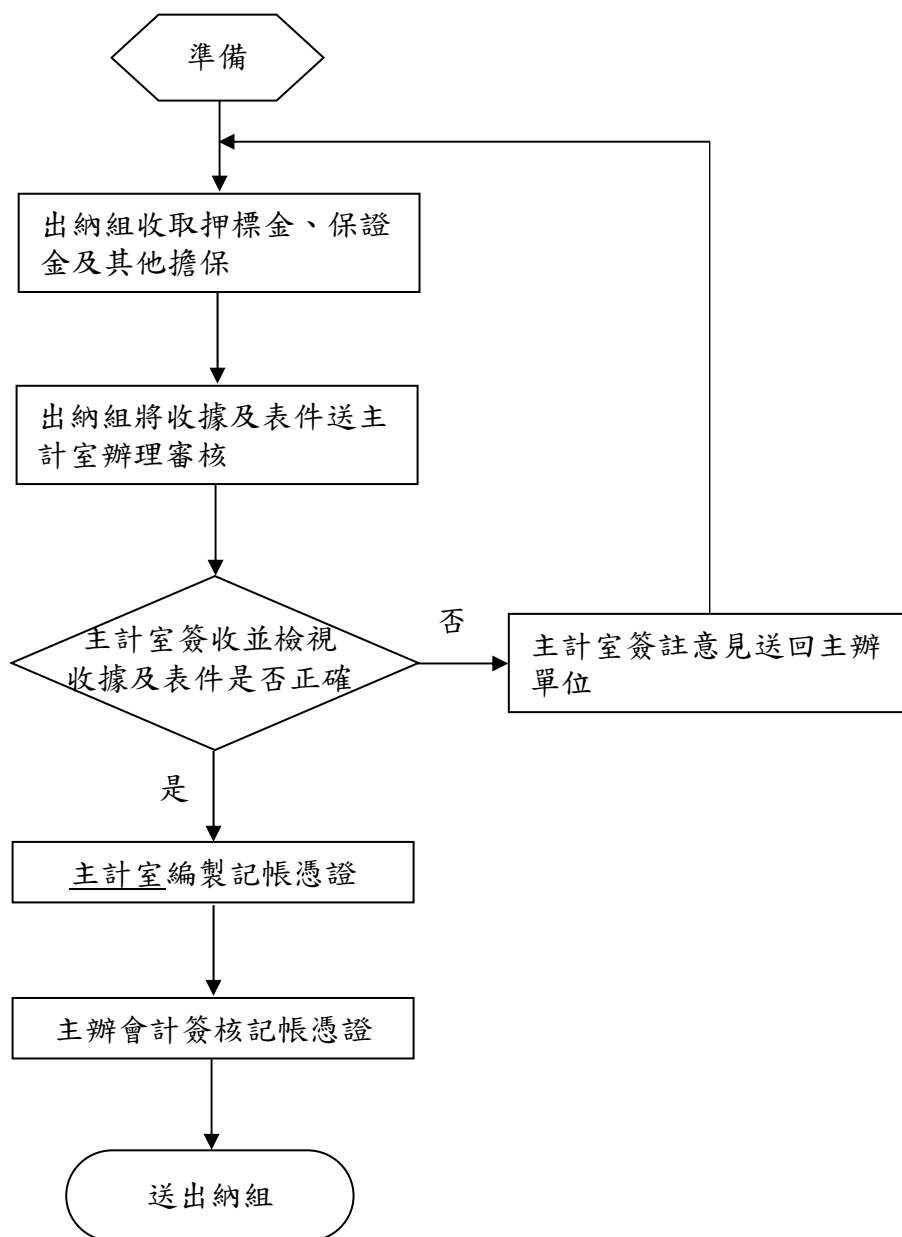 準備
出納組收取押標金、保證
金及其他擔保
出納組將收據及表件送主
計室辦理審核
主計室簽收並檢視
收據及表件是否正確
否
主計室簽註意見送回主辦
單位
是
主計室編製記帳憑證
主辦會計簽核記帳憑證
送出納組